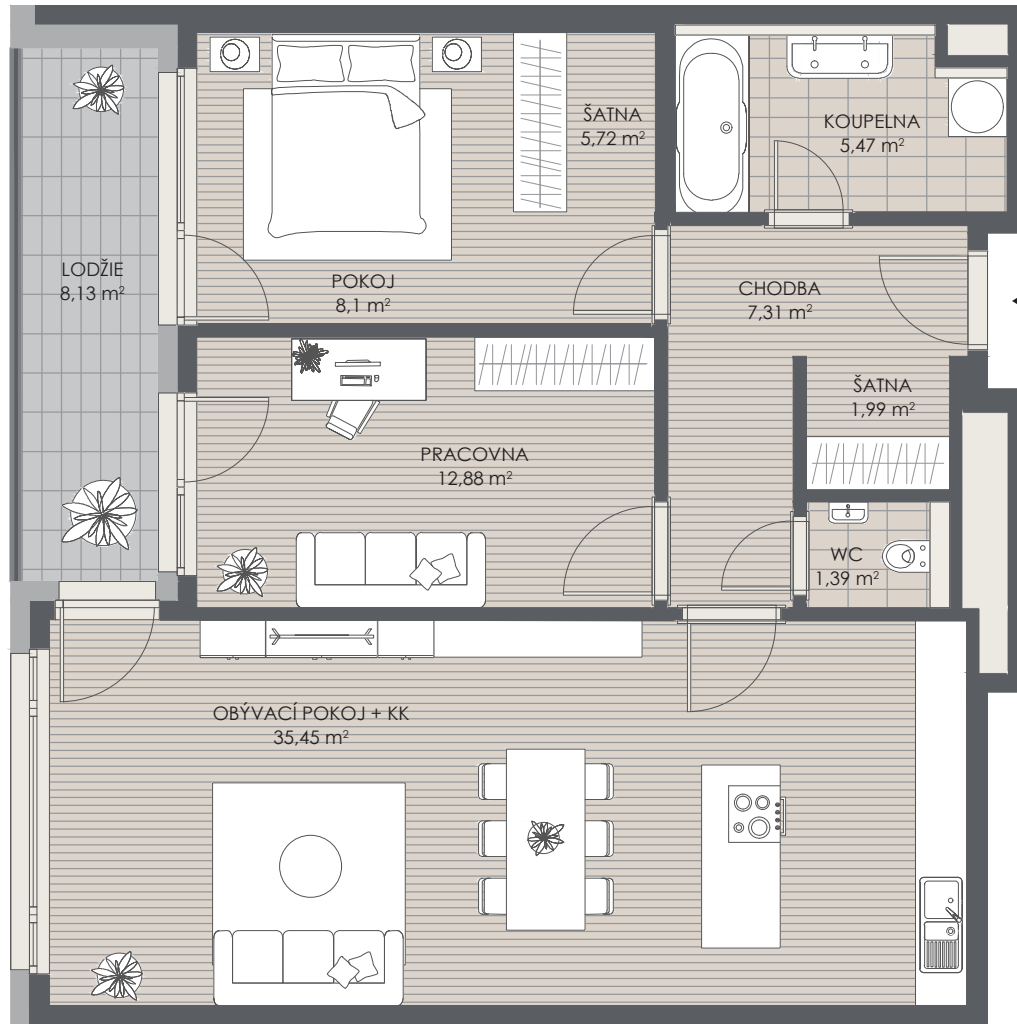 ŠATNA
5,72 m²
KOUPELNA
5,47 m²
LODŽIE
8,13 m²
POKOJ
8,1 m²
CHODBA
7,31 m²
ŠATNA
1,99 m²
PRACOVNA
12,88 m²
WC
1,39 m²
OBÝVACÍ POKOJ + KK
35,45 m²